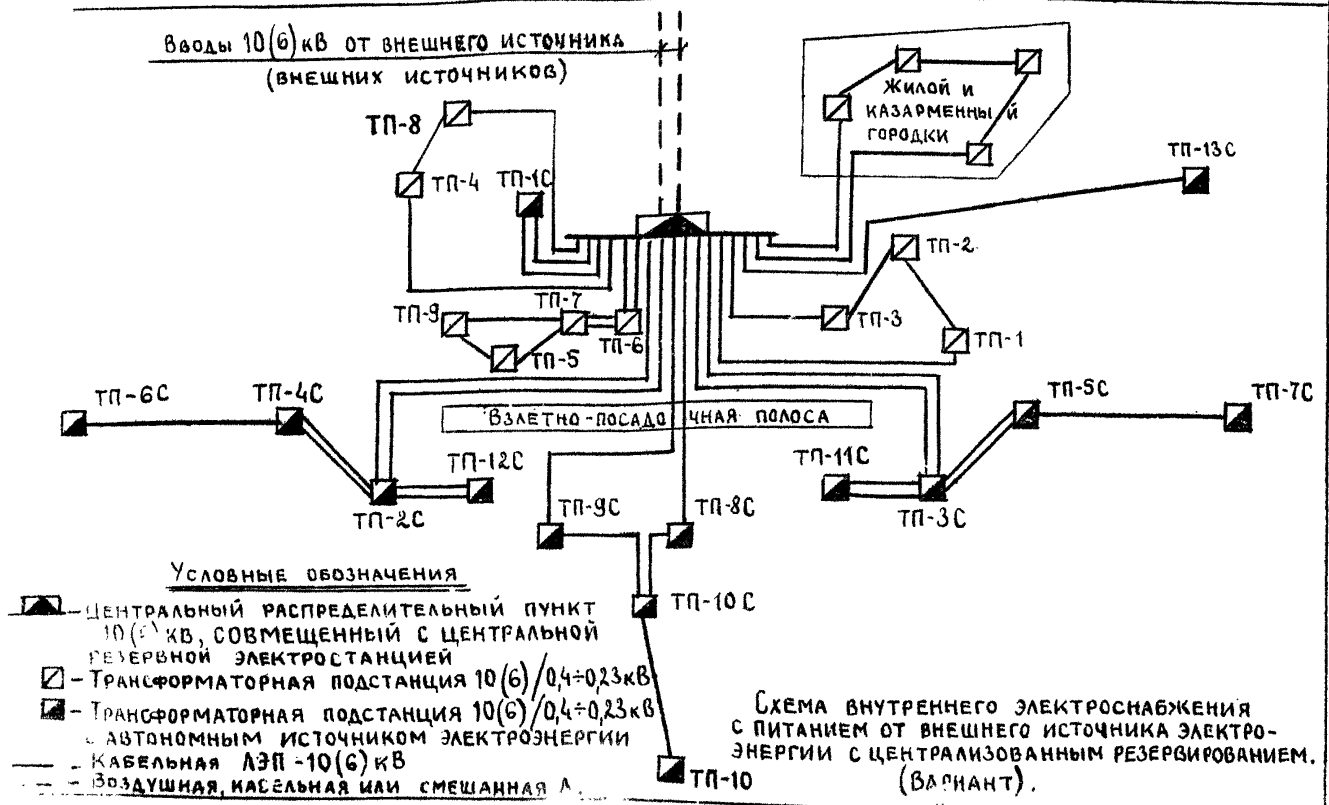 Вводы 10(6) кВ от внешнего источника
(внешних источников)
Жилой и
казарменный
городки
ТП-8
ТП-4
ТП-1С
ТП-13С
ТП-2
ТП-3
ТП-1
ТП-9
ТП-7
ТП-5
ТП-6
ТП-6С
ТП-4С
Взлётно-посадочная полоса
ТП-5С
ТП-7С
ТП-12С
ТП-11С
ТП-2С
ТП-9С
ТП-8С
ТП-3С
ТП-10С
ТП-10
Условные обозначения
- Центральный распределительный пункт
10(6) кВ, совмещенный с центральной
резервной электростанцией
- Трансформаторная подстанция 10(6)/0,4÷0,23кВ
- Трансформаторная подстанция 10(6)/0,4÷0,23кВ
с автономным источником электроэнергии
- Кабельная ЛЭП-10(6)кВ
- Воздушная, кабельная или смешанная Л.
Схема внутреннего электроснабжения
с питанием от внешнего источника электро-
энергии с централизованным резервированием.
(Вариант).